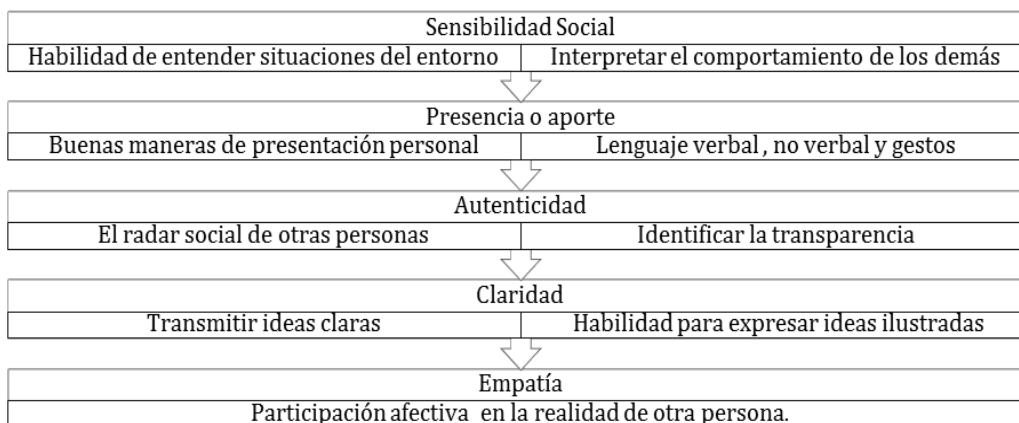 Sensibilidad Social
Habilidad de entender situaciones del entorno
Interpretar el comportamiento de los demás
Presencia o aporte
Buenas maneras de presentación personal
Lenguaje verbal , no verbal y gestos
Autenticidad
El radar social de otras personas
Identificar la transparencia
Claridad
Transmitir ideas claras
Habilidad para expresar ideas ilustradas
Empatía
Participación afectiva en la realidad de otra persona.